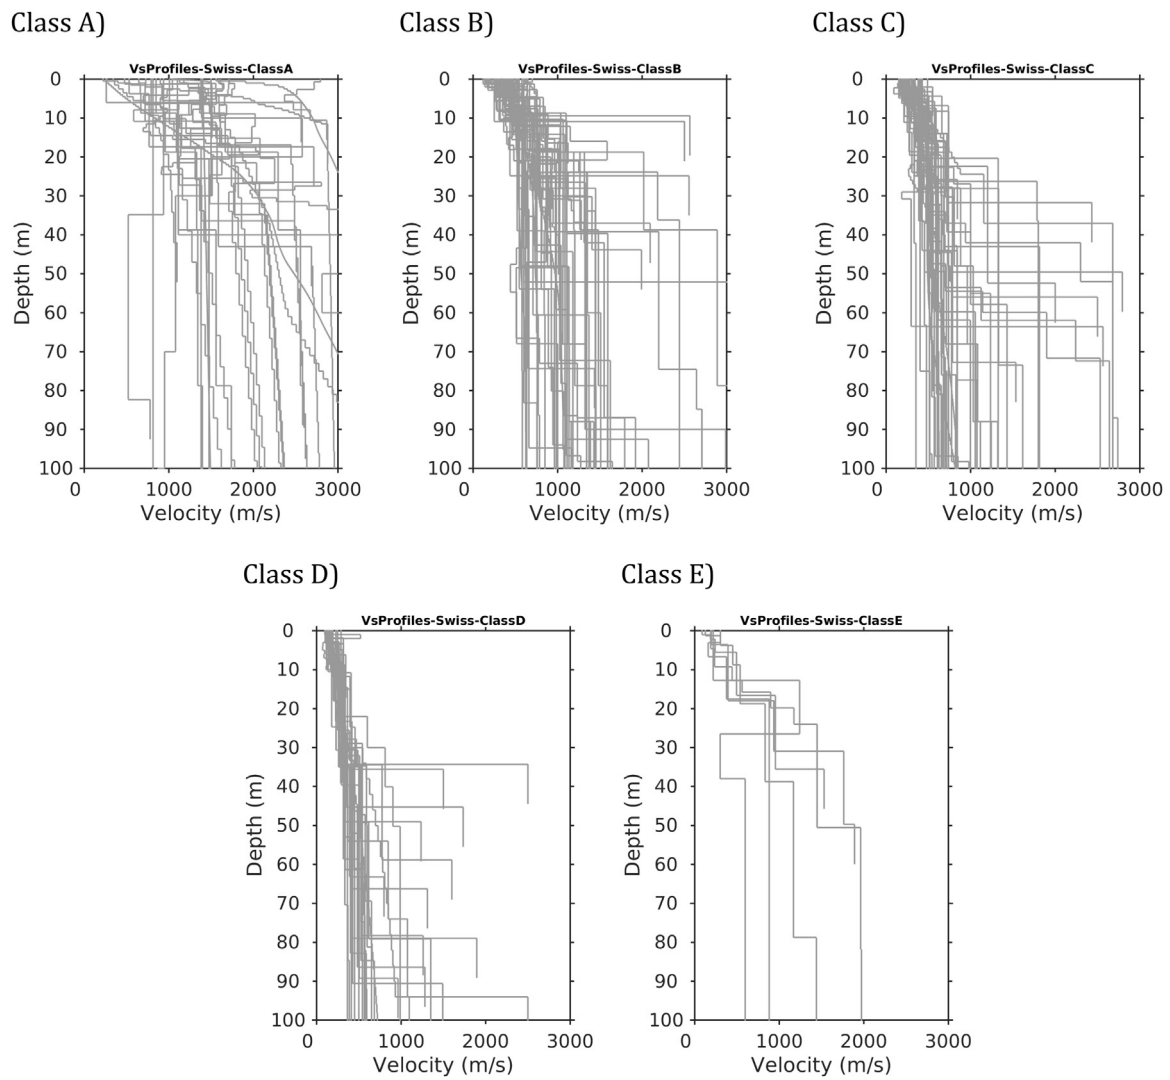 Class A)
Class B)
Class C)
VsProfiles-Swiss-ClassA
VsProfiles-Swiss-ClassB
VsProfiles-Swiss-ClassC
0
10
20
30
40
50
60
70
80
90
100
Depth (m)
0 1000 2000 3000
Velocity (m/s)
0
10
20
30
40
50
60
70
80
90
100
Depth (m)
0 1000 2000 3000
Velocity (m/s)
0
10
20
30
40
50
60
70
80
90
100
Depth (m)
0 1000 2000 3000
Velocity (m/s)
Class D)
Class E)
VsProfiles-Swiss-ClassD
VsProfiles-Swiss-ClassE
0
10
20
30
40
50
60
70
80
90
100
Depth (m)
0 1000 2000 3000
Velocity (m/s)
0
10
20
30
40
50
60
70
80
90
100
Depth (m)
0 1000 2000 3000
Velocity (m/s)